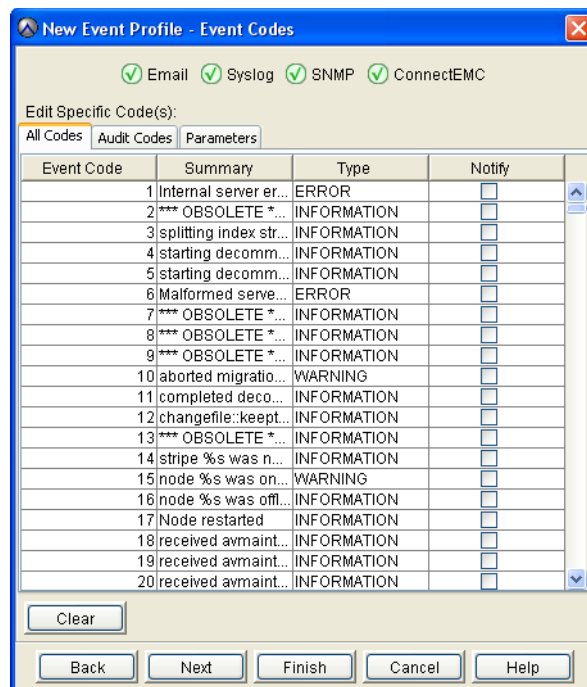 New Event Profile - Event Codes
Email Syslog SNMP ConnectEMC
Edit Specific Code(s):
All Codes Audit Codes Parameters
Event Code Summary Type Notify
1 Internal server er... ERROR
2 *** OBSOLETE *... INFORMATION
3 splitting index str... INFORMATION
4 starting decomm... INFORMATION
5 starting decomm... INFORMATION
6 Malformed serve... ERROR
7 *** OBSOLETE *... INFORMATION
8 *** OBSOLETE *... INFORMATION
9 *** OBSOLETE *... INFORMATION
10 aborted migratio... WARNING
11 completed deco... INFORMATION
12 changefile::keept... INFORMATION
13 *** OBSOLETE *... INFORMATION
14 stripe %s was n... INFORMATION
15 node %s was on... WARNING
16 node %s was offl... INFORMATION
17 Node restarted INFORMATION
18 received avmaint... INFORMATION
19 received avmaint... INFORMATION
20 received avmaint... INFORMATION
Clear
Back Next Finish Cancel Help